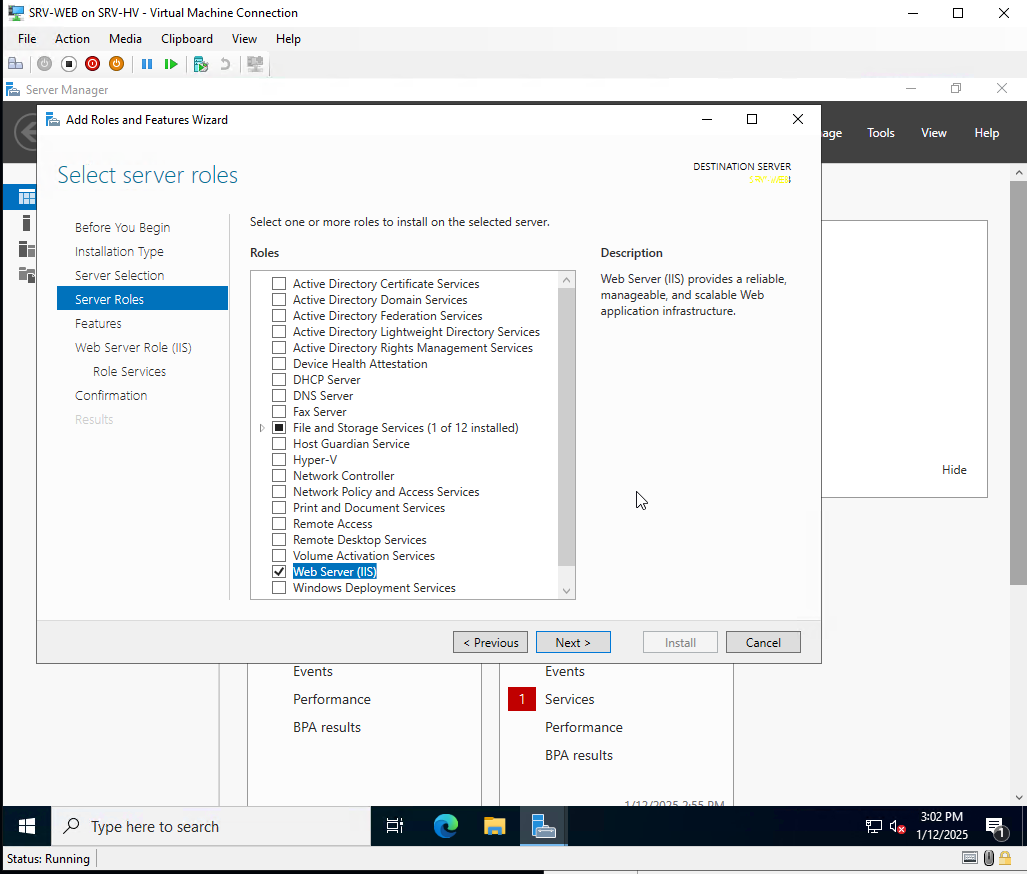 SRV-WEB on SRV-HV - Virtual Machine Connection
File Action Media Clipboard View Help
Server Manager
Add Roles and Features Wizard
age Tools View Help
Select server roles
DESTINATION SERVER
SRV-WEB
Before You Begin
Installation Type
Server Selection
Server Roles
Features
Web Server Role (IIS)
Role Services
Confirmation
Results
Select one or more roles to install on the selected server.
Roles
Active Directory Certificate Services
Active Directory Domain Services
Active Directory Federation Services
Active Directory Lightweight Directory Services
Active Directory Rights Management Services
Device Health Attestation
DHCP Server
DNS Server
Fax Server
File and Storage Services (1 of 12 installed)
Host Guardian Service
Hyper-V
Network Controller
Network Policy and Access Services
Print and Document Services
Remote Access
Remote Desktop Services
Volume Activation Services
Web Server (IIS)
Windows Deployment Services
Description
Web Server (IIS) provides a reliable,
manageable, and scalable Web
application infrastructure.
Hide
< Previous Next > Install Cancel
Events
Performance
BPA results
Events
1 Services
Performance
BPA results
1/12/2025 2:55 PM
Type here to search
3:02 PM
1/12/2025
1
Status: Running